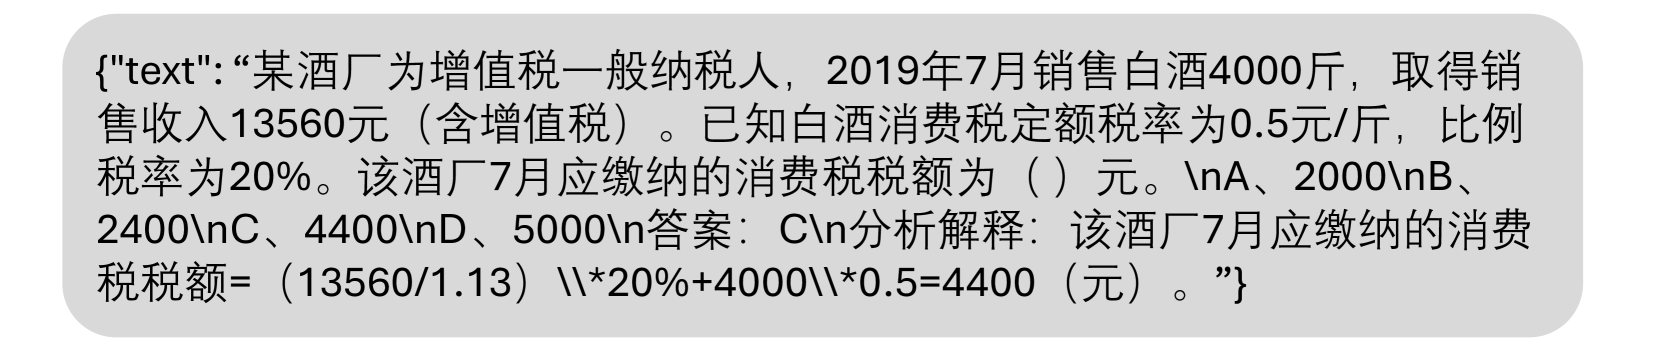 {"text": “某酒厂为增值税一般纳税人，2019年7月销售白酒4000斤，取得销
售收入13560元（含增值税）。已知白酒消费税定额税率为0.5元/斤，比例
税率为20%。该酒厂7月应缴纳的消费税税额为（ ）元。\nA、2000\nB、
2400\nC、4400\nD、5000\n答案：C\n分析解释：该酒厂7月应缴纳的消费
税税额=（13560/1.13）\\*20%+4000\\*0.5=4400（元）。”}